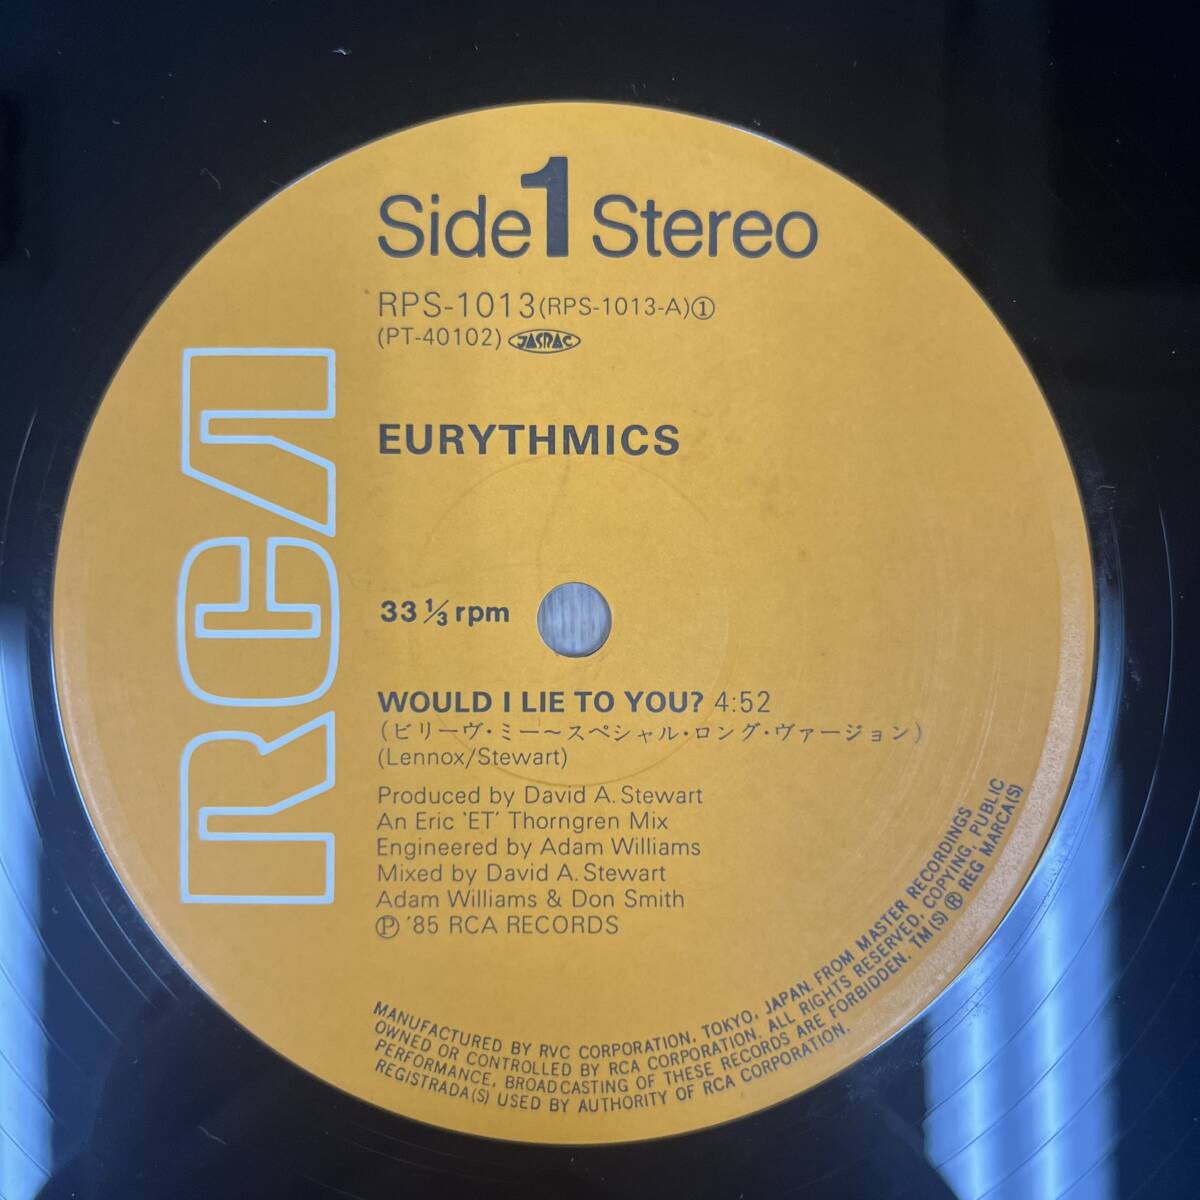 Side 1 Stereo
RPS-1013(RPS-1013-A)①
(PT-40102) JASRAC
EURYTHMICS
RCA
33 1/3 rpm
WOULD I LIE TO YOU? 4:52
(ビリーヴ・ミー~スペシャル・ロング・ヴァージョン)
(Lennox/Stewart)
Produced by David A. Stewart
An Eric 'ET' Thorngren Mix
Engineered by Adam Williams
Mixed by David A. Stewart
Adam Williams & Don Smith
Ⓟ '85 RCA RECORDS
MANUFACTURED BY RVC CORPORATION, TOKYO, JAPAN. FROM MASTER RECORDINGS
OWNED OR CONTROLLED BY RCA CORPORATION. ALL RIGHTS RESERVED, COPYING, PUBLIC
PERFORMANCE, BROADCASTING OF THESE RECORDS ARE FORBIDDEN. TM(S) ® REG MARCA(S)
REGISTRADA(S) USED BY AUTHORITY OF RCA CORPORATION.